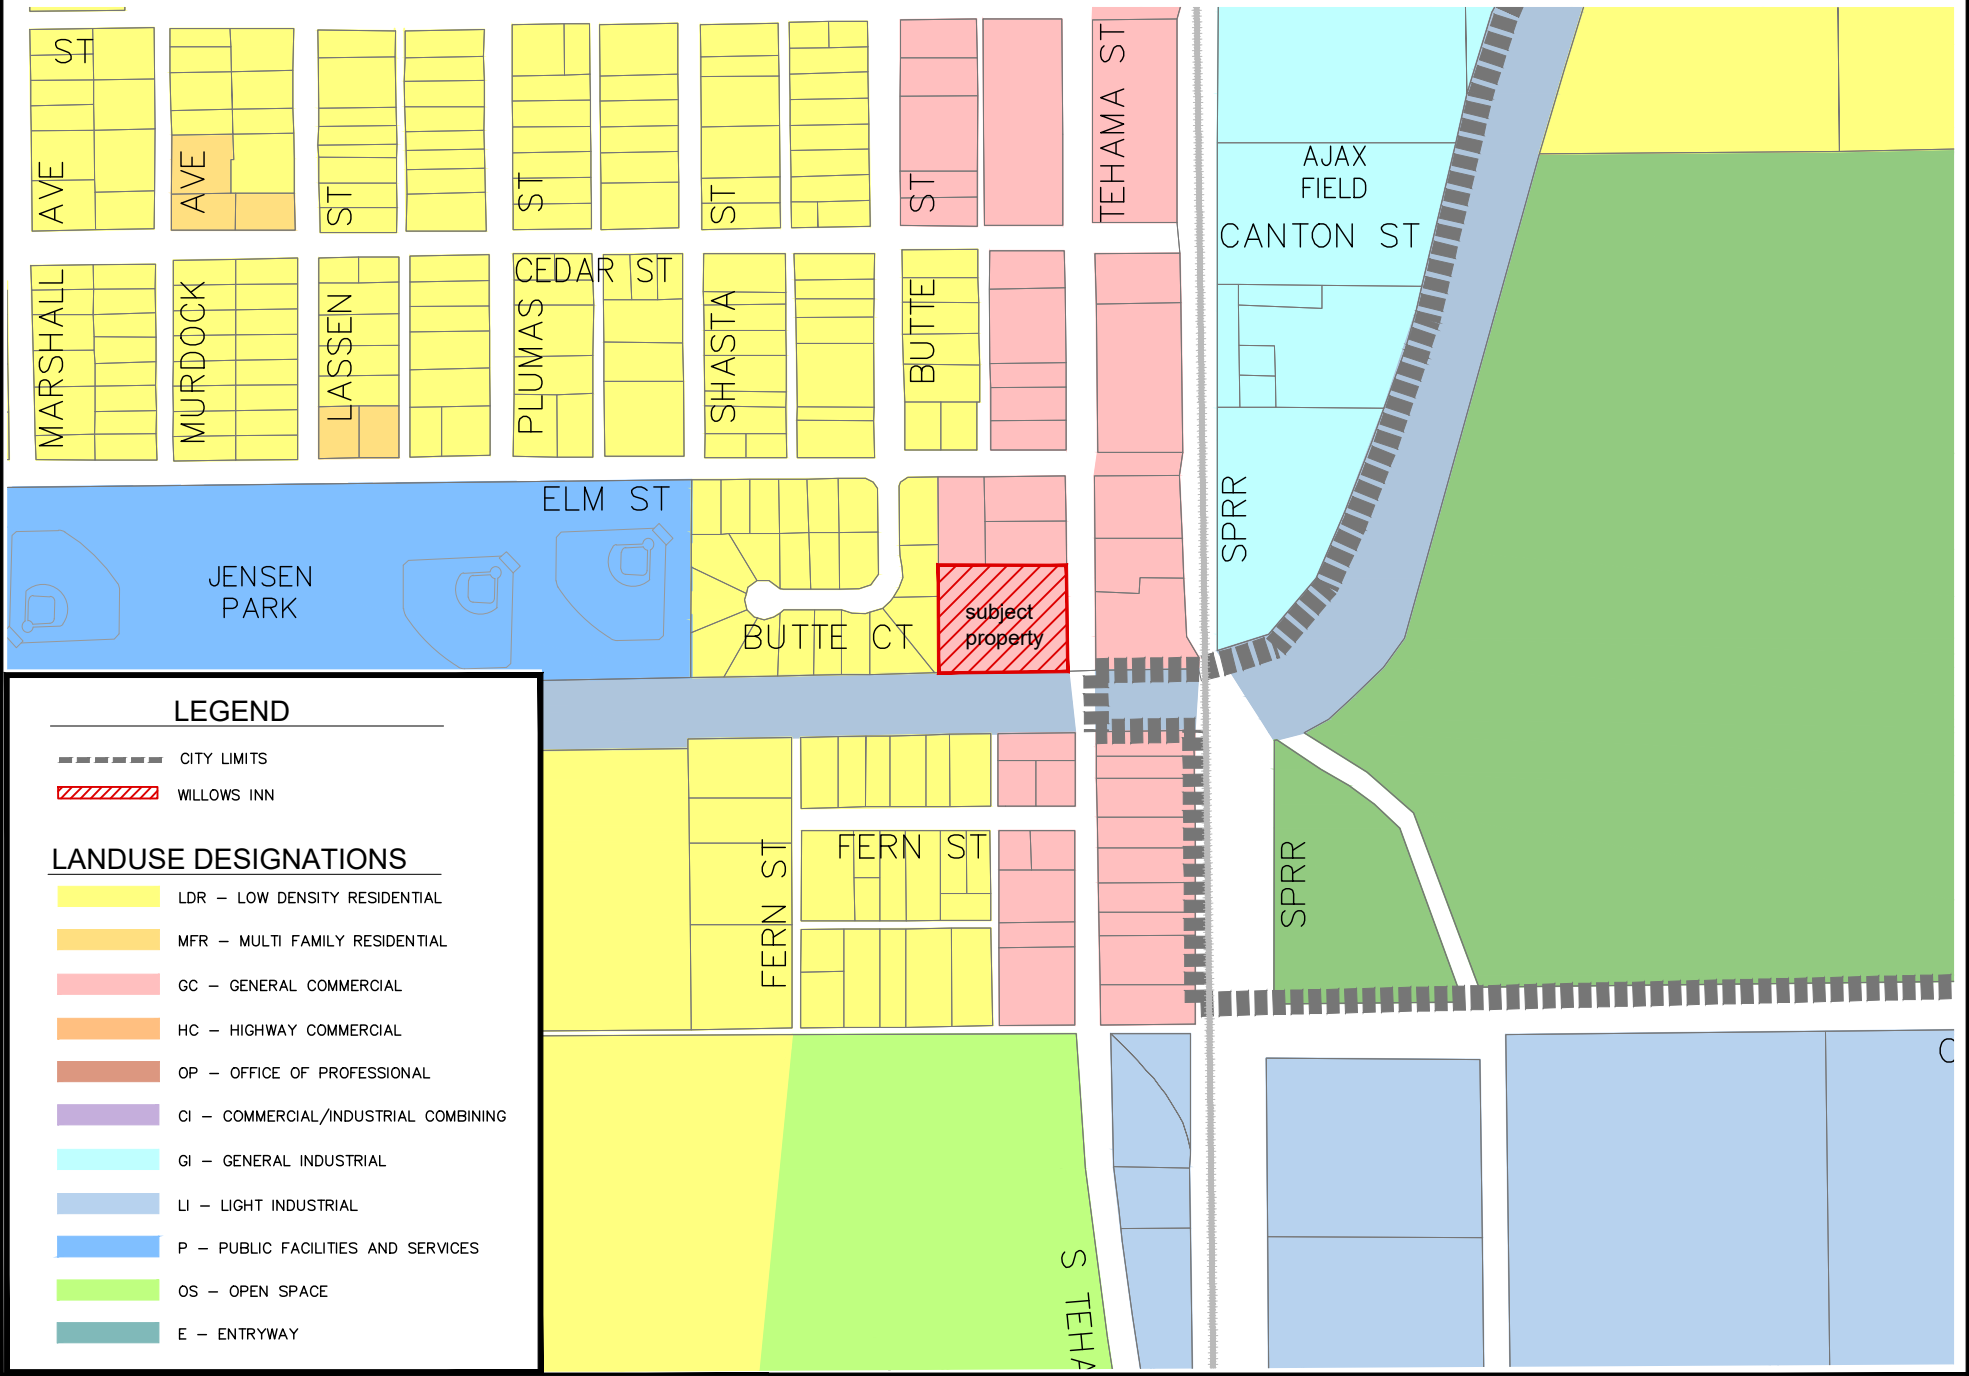 ST
AVE
AVE
ST
ST
ST
ST
TEHAMA ST
AJAX
FIELD
CANTON ST
MARSHALL
MURDOCK
LASSEN
CEDAR ST
PLUMAS
SHASTA
BUTTE
ELM ST
SPRR
JENSEN
PARK
BUTTE CT
subject
property
LEGEND
CITY LIMITS
WILLOWS INN
LANDUSE DESIGNATIONS
LDR – LOW DENSITY RESIDENTIAL
MFR – MULTI FAMILY RESIDENTIAL
GC – GENERAL COMMERCIAL
HC – HIGHWAY COMMERCIAL
OP – OFFICE OF PROFESSIONAL
CI – COMMERCIAL/INDUSTRIAL COMBINING
GI – GENERAL INDUSTRIAL
LI – LIGHT INDUSTRIAL
P – PUBLIC FACILITIES AND SERVICES
OS – OPEN SPACE
E – ENTRYWAY
FERN ST
FERN ST
SPRR
S TEHA